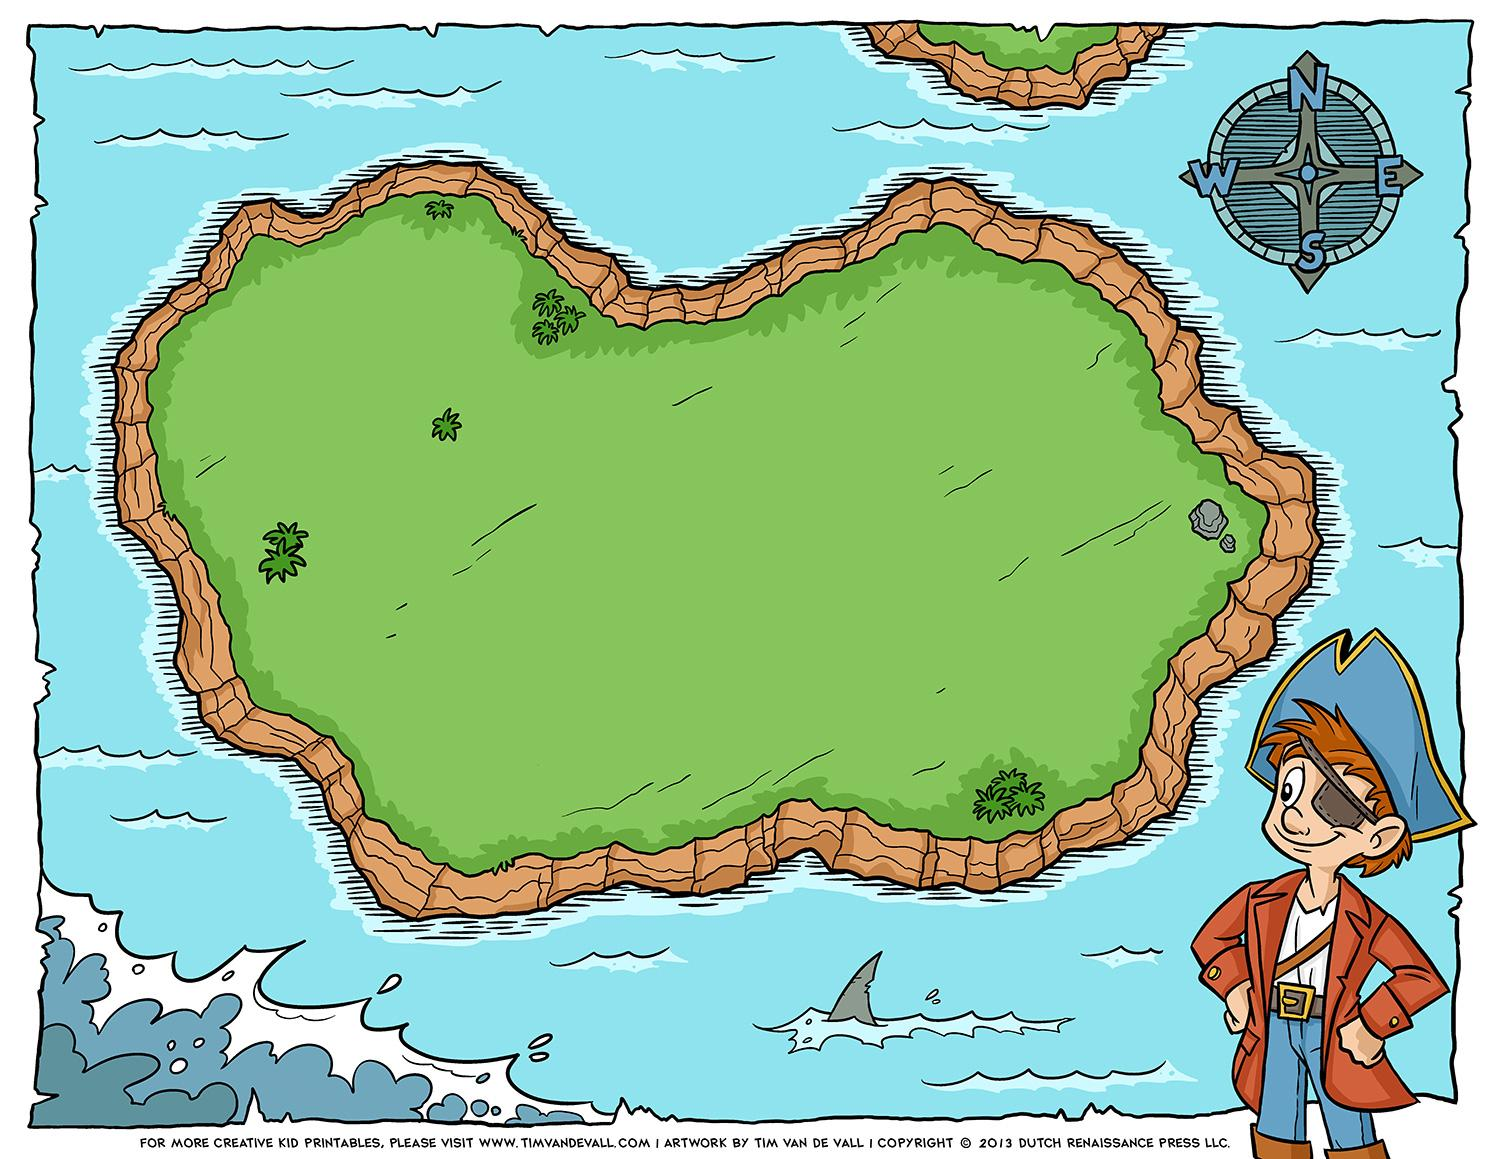 N
W E
S
FOR MORE CREATIVE KID PRINTABLES, PLEASE VISIT WWW.TIMVANDEVALL.COM | ARTWORK BY TIM VAN DE VALL | COPYRIGHT © 2013 DUTCH RENAISSANCE PRESS LLC.